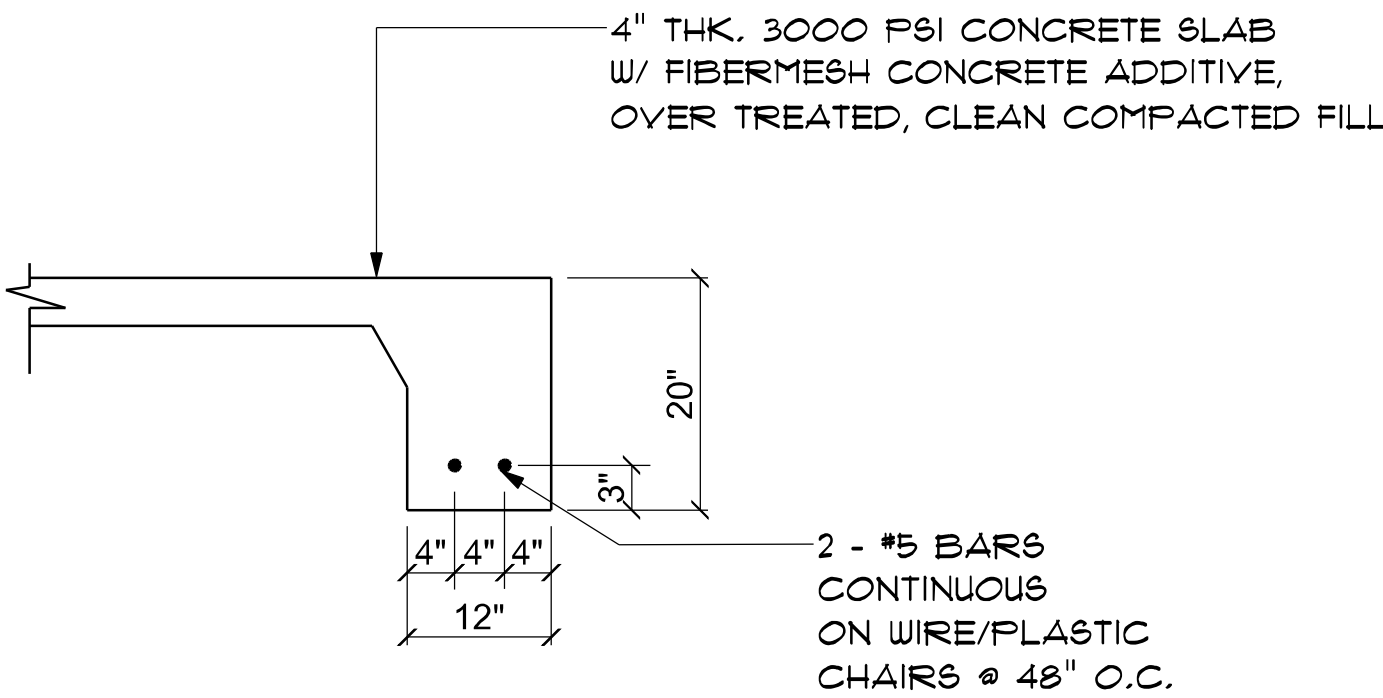 4" THK. 3000 PSI CONCRETE SLAB
W/ FIBERMESH CONCRETE ADDITIVE,
OVER TREATED, CLEAN COMPACTED FILL
20"
3"
4" 4" 4"
12"
2 - #5 BARS
CONTINUOUS
ON WIRE/PLASTIC
CHAIRS @ 48" O.C.